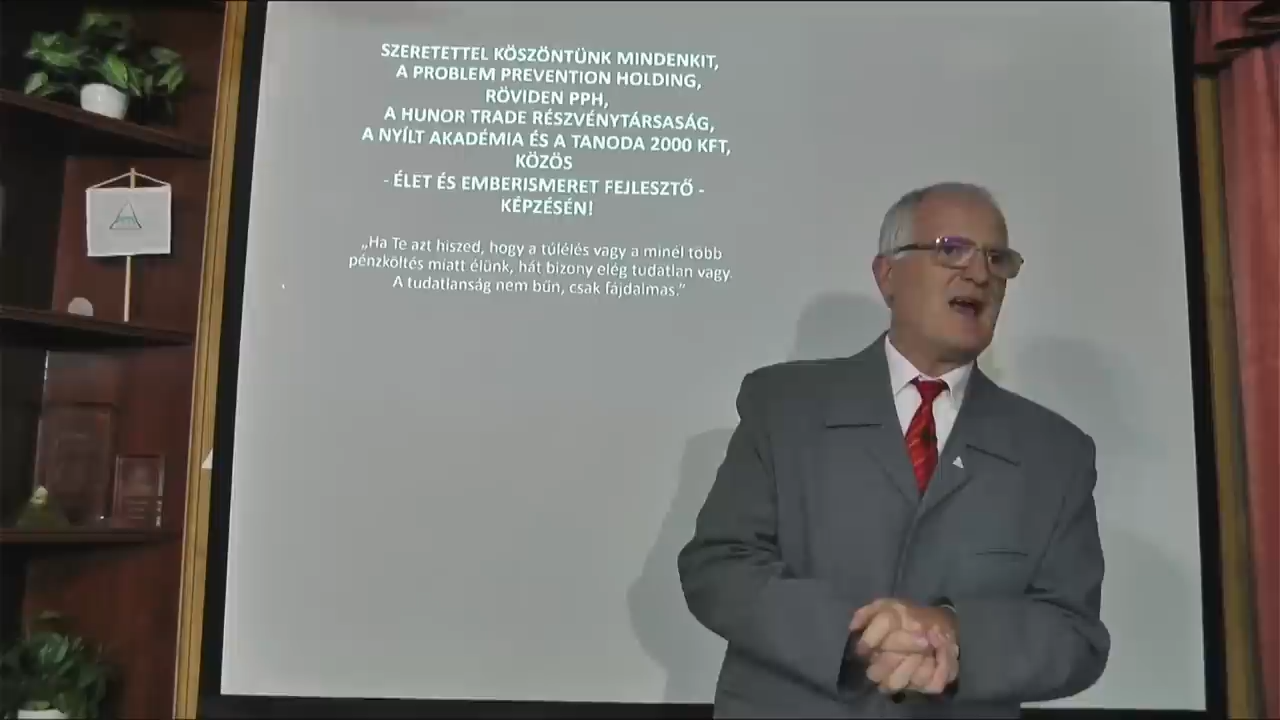 SZERETETTEL KÖSZÖNTÜNK MINDENKIT,
A PROBLEM PREVENTION HOLDING,
RÖVIDEN PPH,
A HUNOR TRADE RÉSZVÉNYTÁRSASÁG,
A NYÍLT AKADÉMIA ÉS A TANODA 2000 KFT,
KÖZÖS
- ÉLET ÉS EMBERISMERET FEJLESZTŐ -
KÉPZÉSÉN!
„Ha Te azt hiszed, hogy a túlélés vagy a minél több
pénzköltés miatt élünk, hát bizony elég tudatlan vagy.
A tudatlanság nem bűn, csak fájdalmas.”